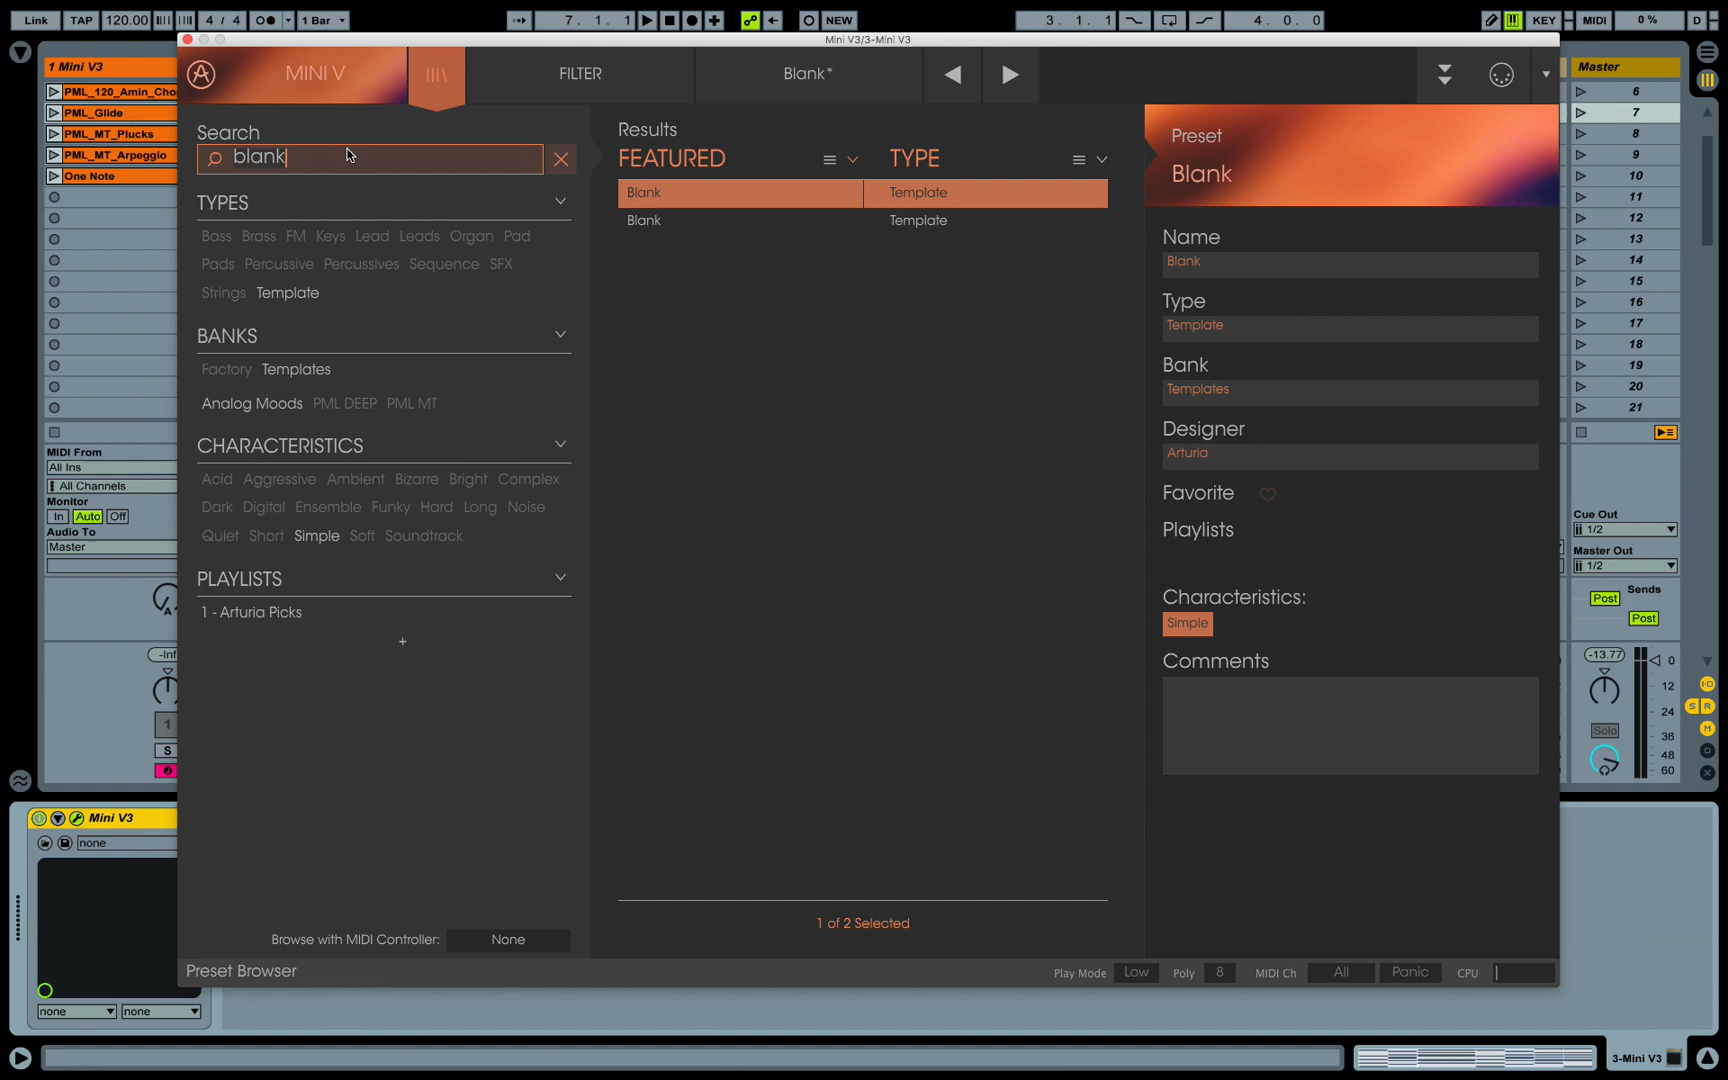 Link TAP 120.00 4 / 4 1 Bar 7. 1. 1 NEW 3. 1. 1 4. 0. 0 KEY MIDI 0 % D
Mini V3/3-Mini V3
MINI V FILTER Blank*
1 Mini V3
PML_120_Amin_Cho
PML_Glide
PML_MT_Plucks
PML_MT_Arpeggio
One Note
MIDI From
All Ins
All Channels
Monitor
In Auto Off
Audio To
Master
A
-Inf
1
S
Search
blank
TYPES
Bass Brass FM Keys Lead Leads Organ Pad
Pads Percussive Percussives Sequence SFX
Strings Template
BANKS
Factory Templates
Analog Moods PML DEEP PML MT
CHARACTERISTICS
Acid Aggressive Ambient Bizarre Bright Complex
Dark Digital Ensemble Funky Hard Long Noise
Quiet Short Simple Soft Soundtrack
PLAYLISTS
1 - Arturia Picks
+
Browse with MIDI Controller: None
Results
FEATURED TYPE
Blank Template
Blank Template
1 of 2 Selected
Preset
Blank
Name
Blank
Type
Template
Bank
Templates
Designer
Arturia
Favorite
Playlists
Characteristics:
Simple
Comments
Preset Browser Play Mode Low Poly 8 MIDI Ch All Panic CPU
Master
6
7
8
9
10
11
12
13
14
15
16
17
18
19
20
21
Cue Out
1/2
Master Out
1/2
Sends
Post
Post
-13.77 0
12
24
Solo 36
48
60
I·O
S R
M
D
X
Mini V3
none
none none
3-Mini V3